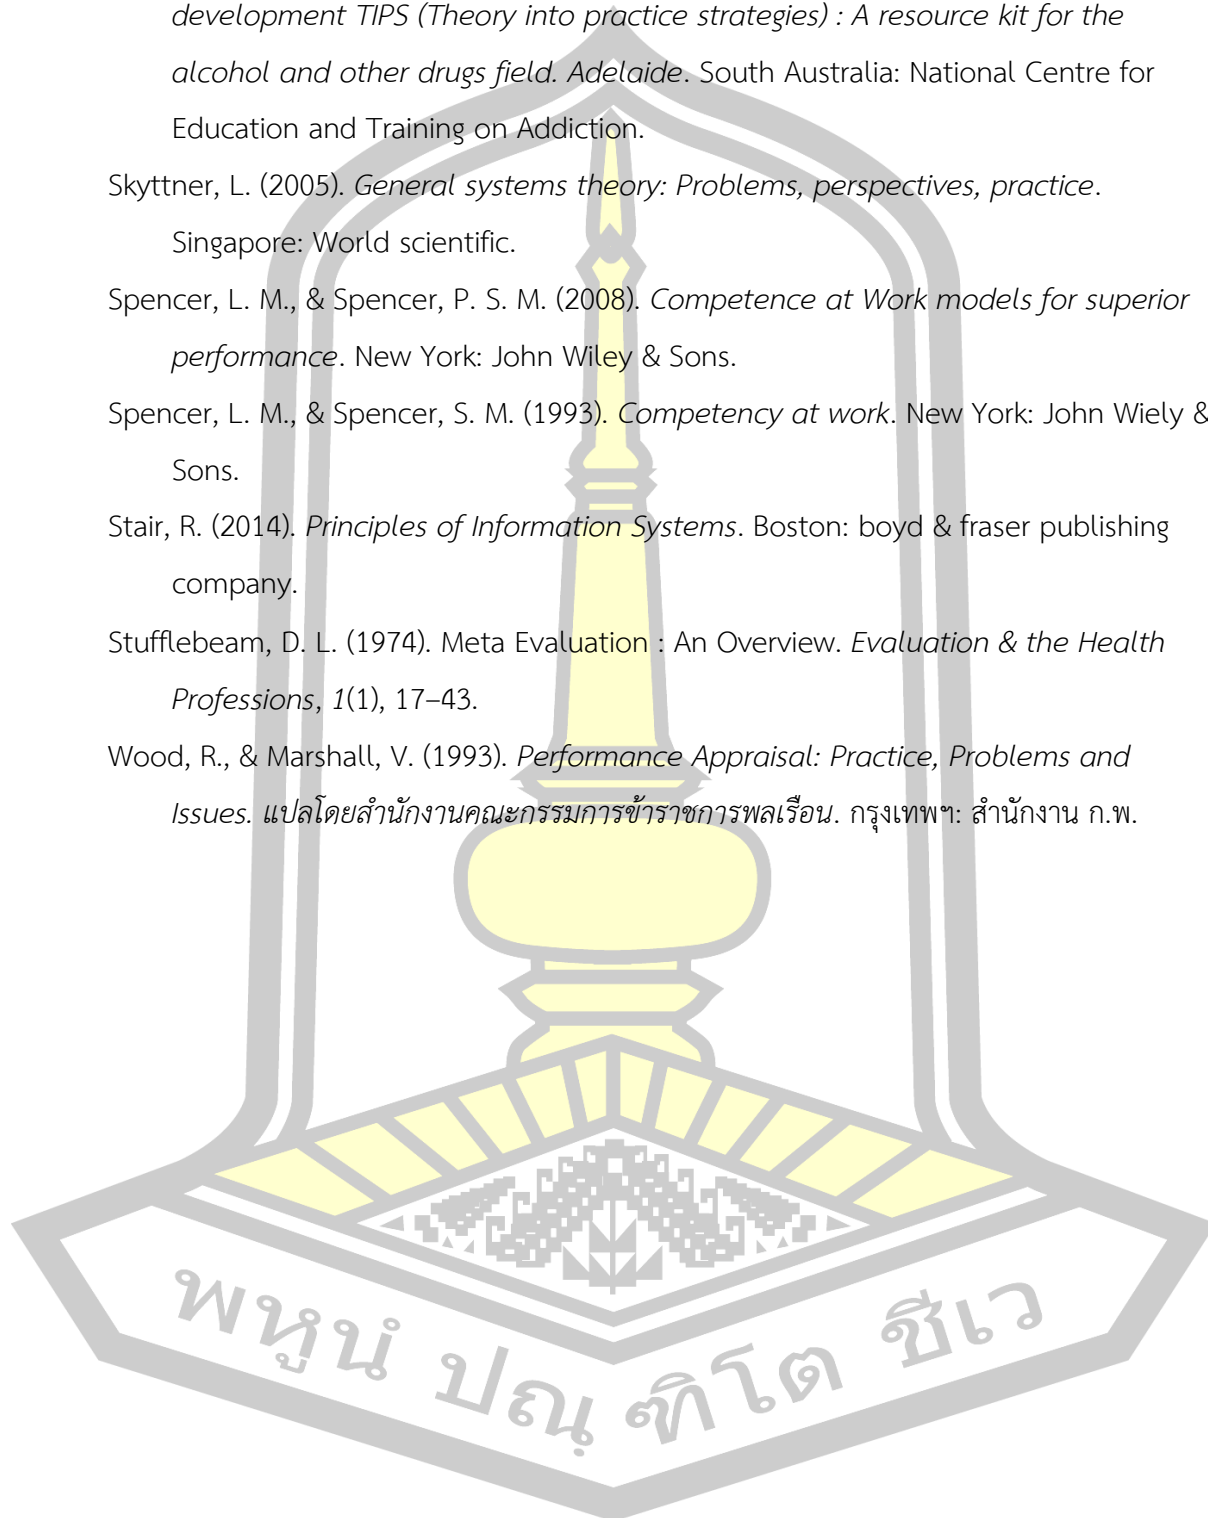 development TIPS (Theory into practice strategies) : A resource kit for the
alcohol and other drugs field. Adelaide. South Australia: National Centre for
Education and Training on Addiction.
Skyttner, L. (2005). General systems theory: Problems, perspectives, practice.
Singapore: World scientific.
Spencer, L. M., & Spencer, P. S. M. (2008). Competence at Work models for superior
performance. New York: John Wiley & Sons.
Spencer, L. M., & Spencer, S. M. (1993). Competency at work. New York: John Wiely &
Sons.
Stair, R. (2014). Principles of Information Systems. Boston: boyd & fraser publishing
company.
Stufflebeam, D. L. (1974). Meta Evaluation : An Overview. Evaluation & the Health
Professions, 1(1), 17–43.
Wood, R., & Marshall, V. (1993). Performance Appraisal: Practice, Problems and
Issues. แปลโดยสำนักงานคณะกรรมการข้าราชการพลเรือน. กรุงเทพฯ: สำนักงาน ก.พ.
พหูนํ ปณฺฑิโต ชีเว